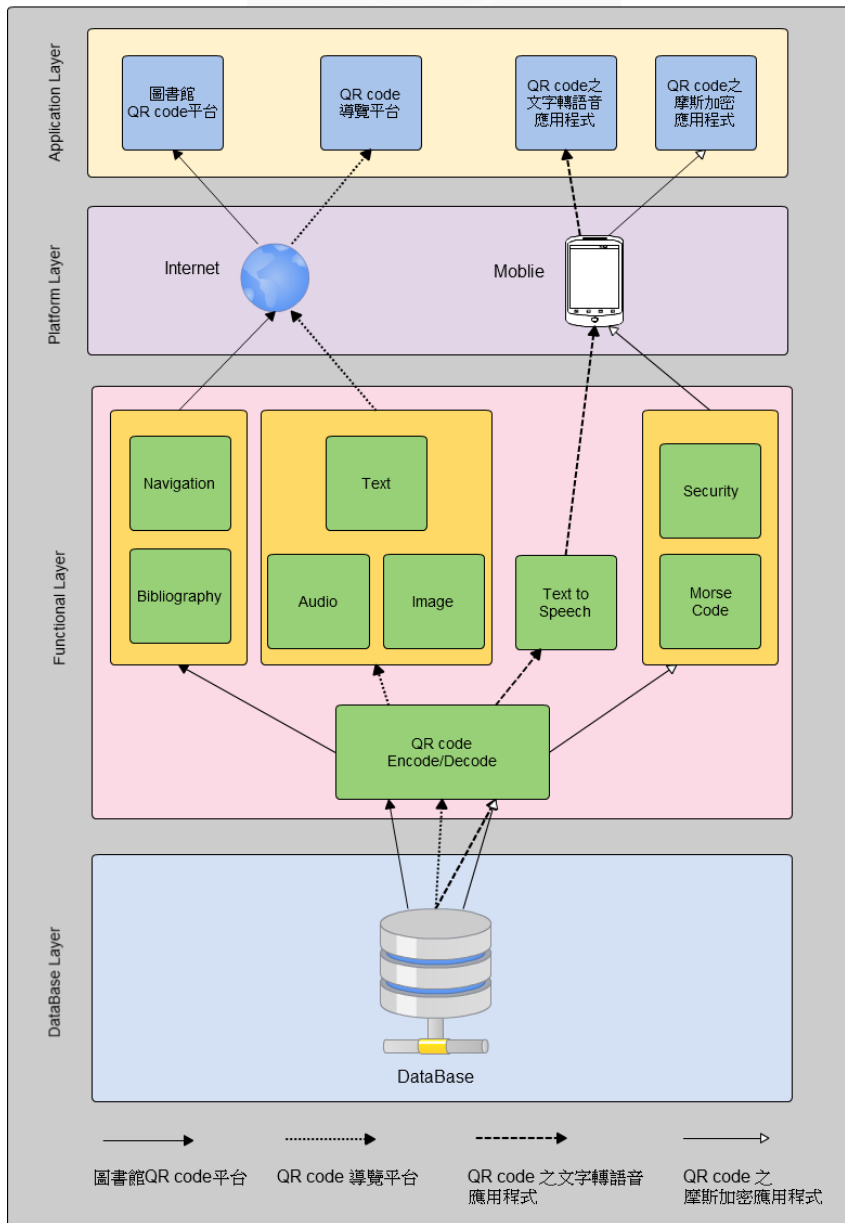 Application Layer
圖書館
QR code平台
QR code
導覽平台
QR code之
文字轉語音
應用程式
QR code之
摩斯加密
應用程式
Platform Layer
Internet
Moblie
Functional Layer
Navigation
Text
Security
Bibliography
Audio
Image
Text to
Speech
Morse
Code
QR code
Encode/Decode
DataBase Layer
DataBase
圖書館QR code平台
QR code 導覽平台
QR code 之文字轉語音
應用程式
QR code 之
摩斯加密應用程式